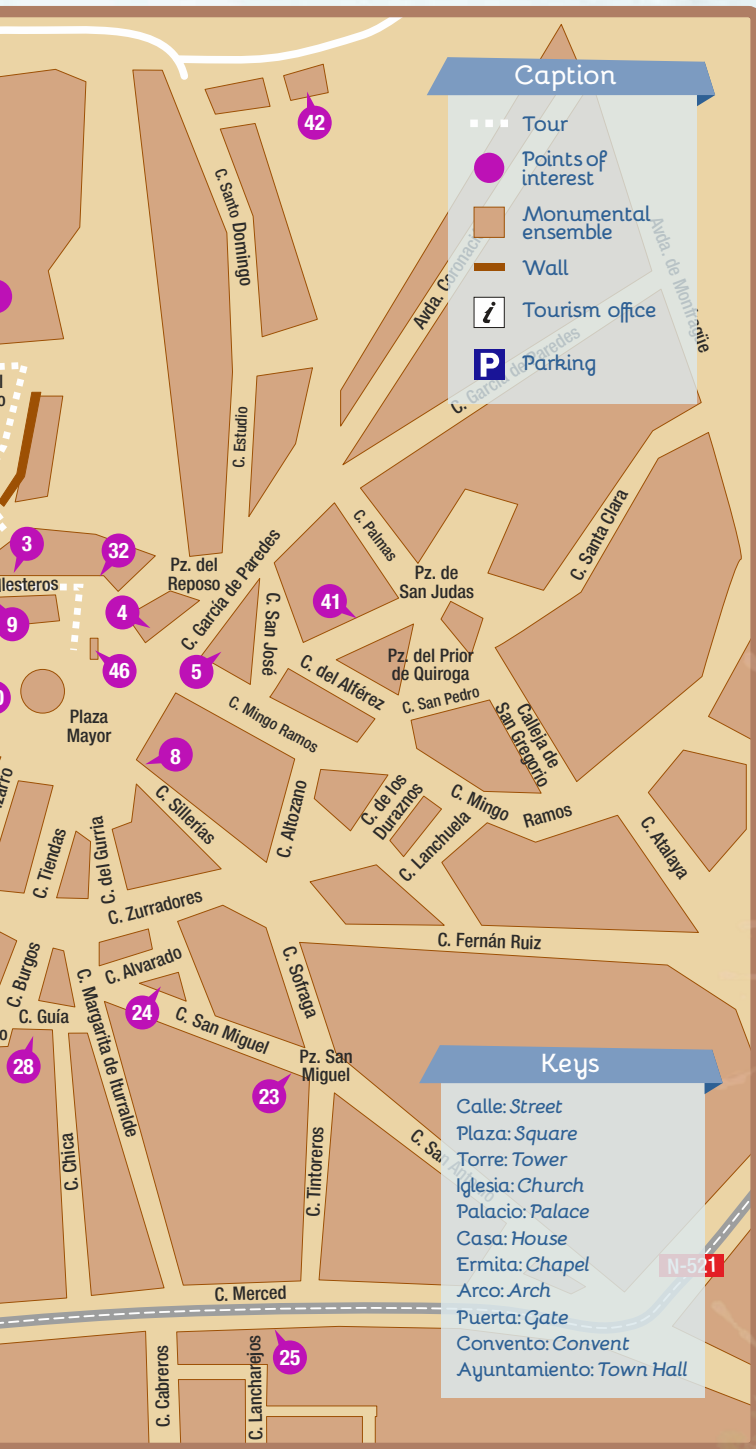 Caption
Tour
Points of
interest
Monumental
ensemble
Wall
i
Tourism office
P
Parking
42
C. Santo Domingo
Avda. Coronación
Avda. de Monfragüe
C. García de Paredes
C. Estudio
3
32
llesteros
9
4
46
Pz. del
Reposo
C. García de Paredes
5
C. San José
C. Palmas
41
Pz. de
San Judas
C. Santa Clara
Pz. del Prior
de Quiroga
C. del Alférez
C. San Pedro
Calleja de
San Gregorio
C. Mingo Ramos
Plaza
Mayor
8
C. Sillerías
C. Altozano
C. de los
Duraznos
C. Lanchuela
C. Mingo
Ramos
C. Atalaya
C. Tiendas
C. del Gurria
C. Zurradores
C. Fernán Ruiz
C. Burgos
C. Alvarado
C. Sofraga
24
C. San Miguel
C. Guía
28
C. Margarita de Iturralde
Pz. San
Miguel
23
C. Chica
C. Tintoreros
C. San Antonio
C. Merced
25
C. Cabreros
C. Lancharejos
N-521
Keys
Calle: Street
Plaza: Square
Torre: Tower
Iglesia: Church
Palacio: Palace
Casa: House
Ermita: Chapel
Arco: Arch
Puerta: Gate
Convento: Convent
Ayuntamiento: Town Hall